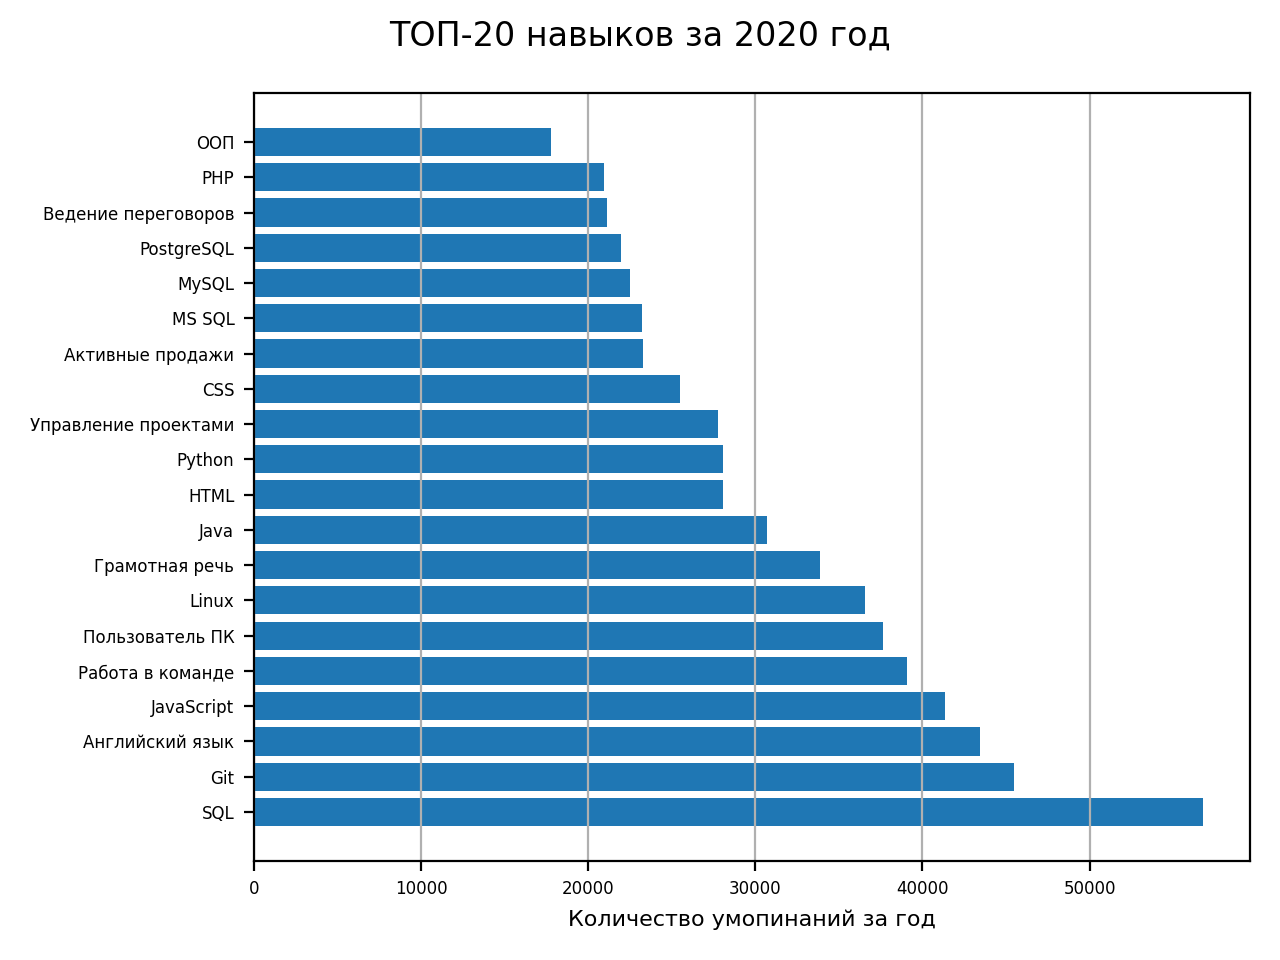 ТОП-20 навыков за 2020 год
ООП
PHP
Ведение переговоров
PostgreSQL
MySQL
MS SQL
Активные продажи
CSS
Управление проектами
Python
HTML
Java
Грамотная речь
Linux
Пользователь ПК
Работа в команде
JavaScript
Английский язык
Git
SQL
0 10000 20000 30000 40000 50000
Количество умопинаний за год